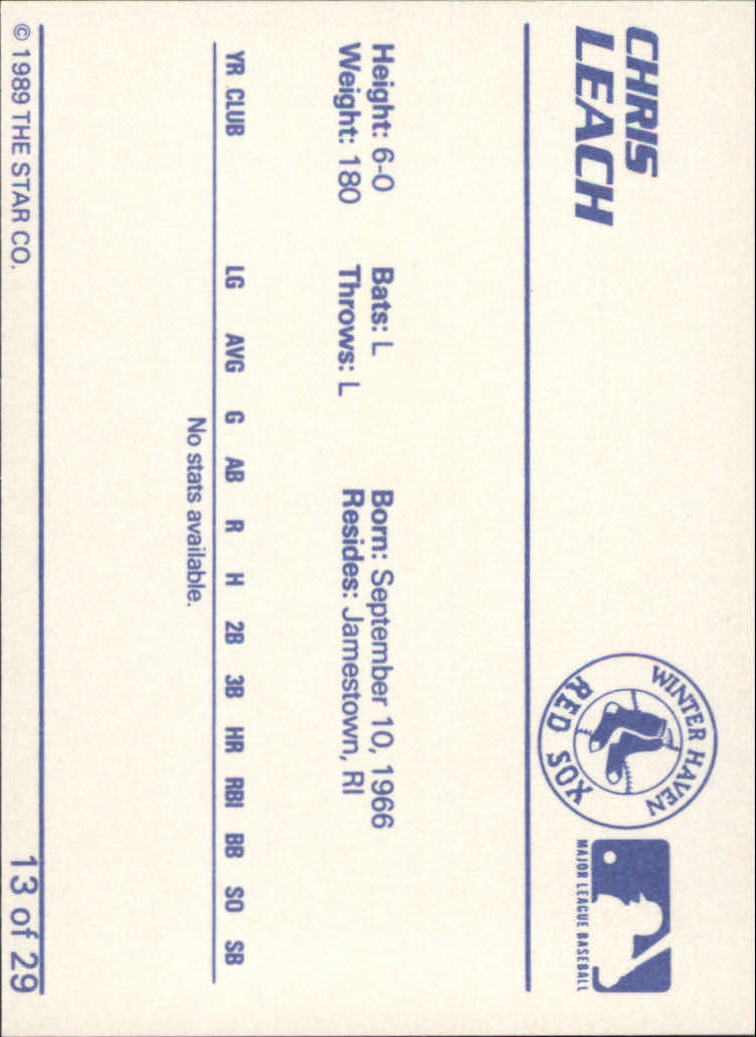 CHRIS
LEACH
WINTER HAVEN
RED SOX
MAJOR LEAGUE BASEBALL
Height: 6-0 Bats: L Born: September 10, 1966
Weight: 180 Throws: L Resides: Jamestown, RI
YR CLUB LG AVG G AB R H 2B 3B HR RBI BB SO SB
No stats available.
© 1989 THE STAR CO. 13 of 29